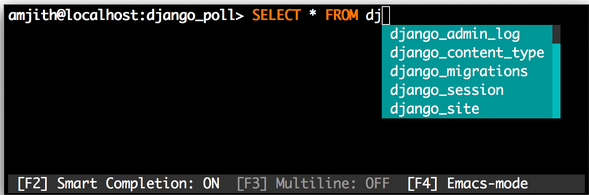 amjith@localhost:django_poll> SELECT * FROM dj
django_admin_log
django_content_type
django_migrations
django_session
django_site
[F2] Smart Completion: ON [F3] Multiline: OFF [F4] Emacs-mode